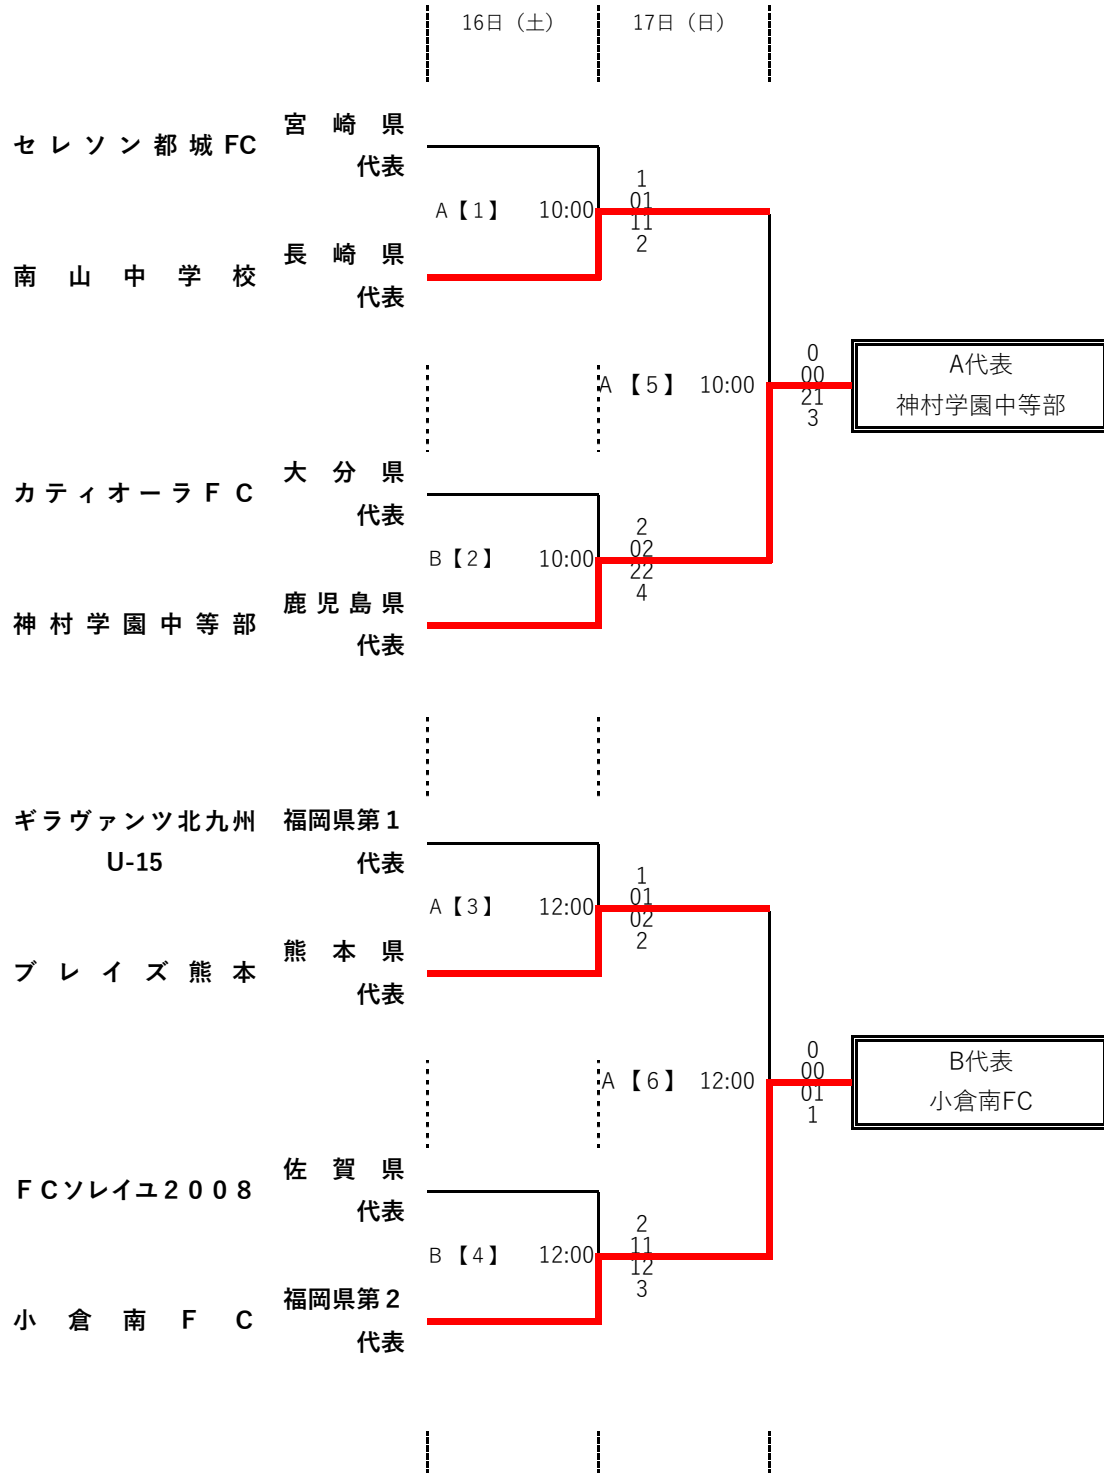 16日（土） 17日（日）
セレソン都城FC 宮崎県
代表
1
A【1】 10:00 01
11
2
南山中学校 長崎県
代表
0
00
A【5】 10:00
21
3
A代表
神村学園中等部
カティオーラＦＣ 大分県
代表
2
02
B【2】 10:00
22
4
神村学園中等部 鹿児島県
代表
ギラヴァンツ北九州
U-15
福岡県第1
代表
1
01
A【3】 12:00
02
2
ブレイズ熊本 熊本県
代表
0
00
A【6】 12:00
01
1
B代表
小倉南FC
ＦＣソレイユ２００８ 佐賀県
代表
2
11
B【4】 12:00
12
3
小倉南ＦＣ 福岡県第2
代表